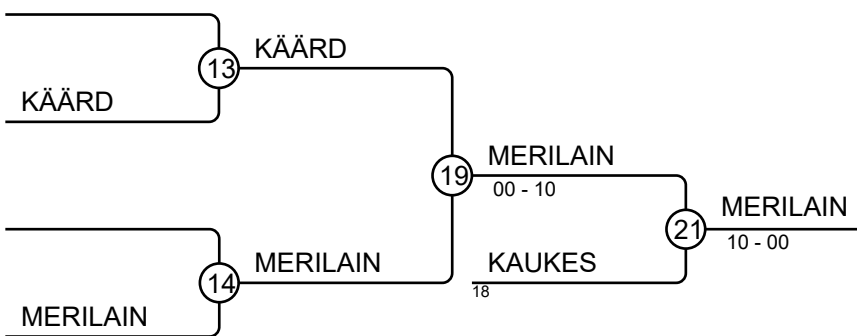 KÄÄRD
13
KÄÄRD
MERILAIN
19
00 - 10
MERILAIN
21
10 - 00
MERILAIN
KAUKES
14
18
MERILAIN